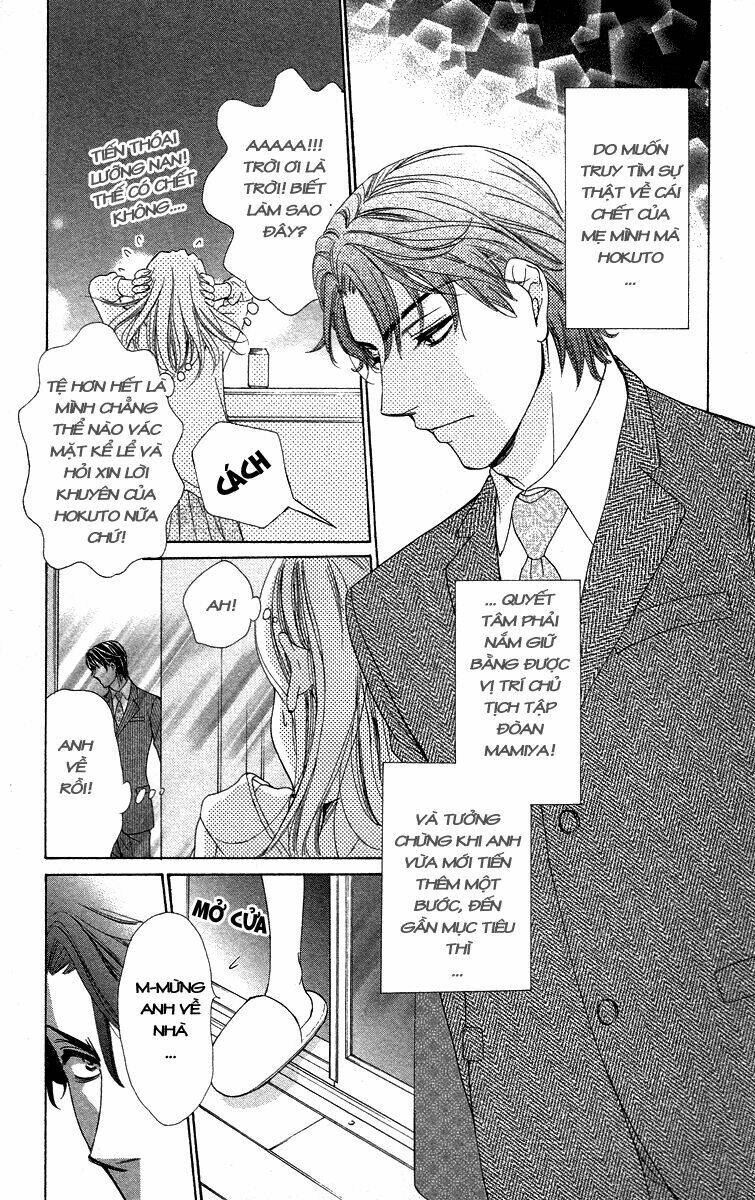 DO MUỐN
TRUY TÌM SỰ
THẬT VỀ CÁI
CHẾT CỦA
MẸ MÌNH MÀ
HOKUTO
...
... QUYẾT
TÂM PHẢI
NẮM GIỮ
BẰNG ĐƯỢC
VỊ TRÍ CHỦ
TỊCH TẬP
ĐÒAN
MAMIYA!
VÀ TƯỞNG
CHỪNG KHI ANH
VỪA MỚI TIẾN
THÊM MỘT
BƯỚC, ĐẾN
GẦN MỤC TIÊU
THÌ
...
AAAAA!!!
TRỜI ƠI LÀ
TRỜI! BIẾT
LÀM SAO
ĐÂY?
TIẾN THÓAI
LƯỠNG NAN!
THẾ CÓ CHẾT
KHÔNG....
TỆ HƠN HẾT LÀ
MÌNH CHẲNG
THỂ NÀO VÁC
MẶT KỂ LỂ VÀ
HỎI XIN LỜI
KHUYÊN CỦA
HOKUTO NỮA
CHỨ!
CÁCH
AH!
ANH
VỀ
RỒI!
MỞ CỬA
M-MỪNG
ANH VỀ
NHÀ
...